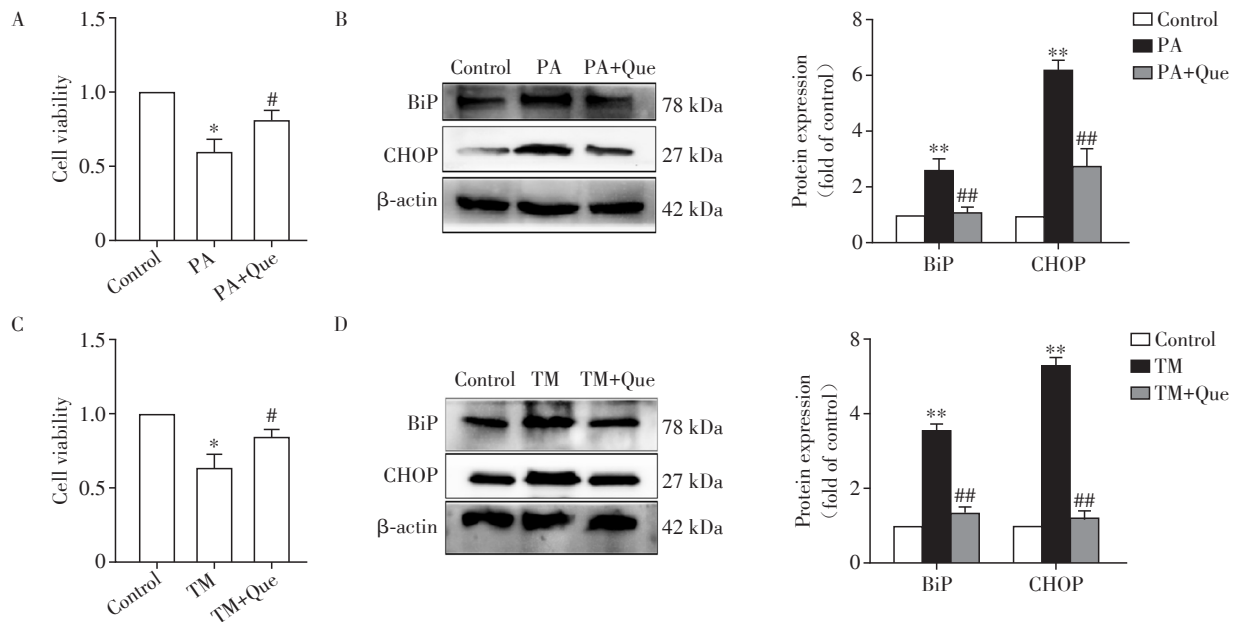 A
1.5
1.0
0.5
0
Cell viability
*
#
Control
PA
PA+Que
B
Control PA PA+Que
BiP 78 kDa
CHOP 27 kDa
β-actin 42 kDa
8
6
4
2
0
Protein expression
(fold of control)
**
##
**
##
BiP CHOP
Control
PA
PA+Que
C
1.5
1.0
0.5
0
Cell viability
*
#
Control
TM
TM+Que
D
Control TM TM+Que
BiP 78 kDa
CHOP 27 kDa
β-actin 42 kDa
8
4
2
0
Protein expression
(fold of control)
**
##
**
##
BiP CHOP
Control
TM
TM+Que